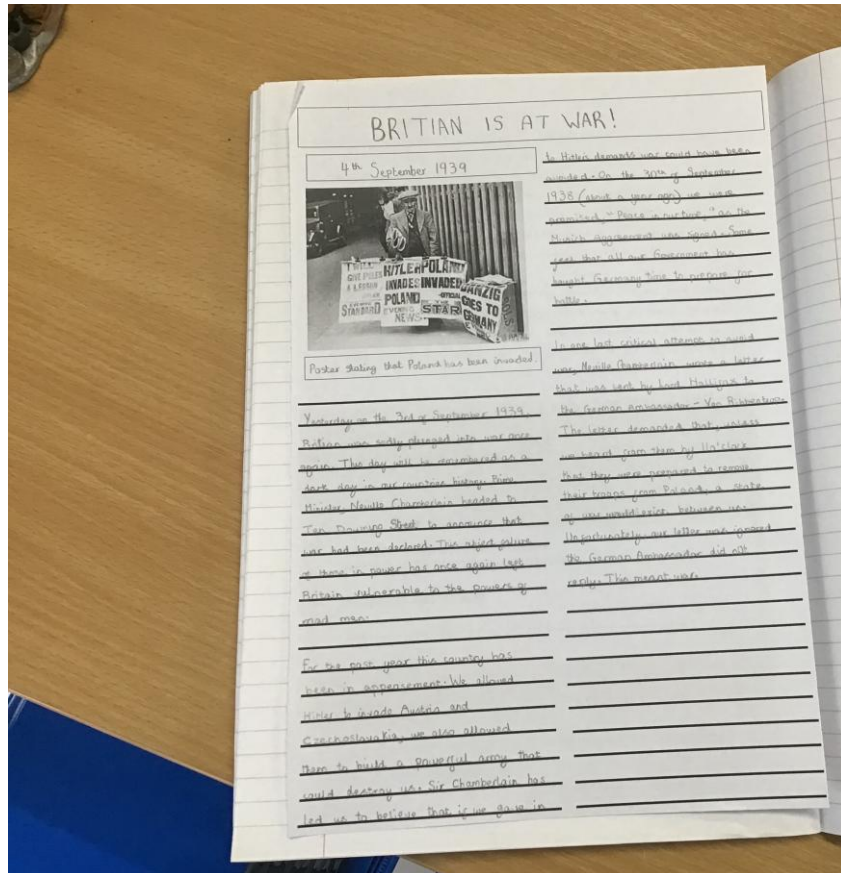 BRITIAN IS AT WAR!
4th September 1939
I WILL
GIVE POLES
A LESSON
EVENING
STANDARD
HITLER
INVADES
POLAND
EVENING
NEWS
POLAND
INVADED
OFFICIAL
STAR
DANZIG
GOES TO
GERMANY
Poster stating that Poland has been invaded.
Yesterday on the 3rd of September 1939
Britian was sadly plunged into war once
again. This day will be remembered as a
dark day in our countries history. Prime
Minister, Neville Chamberlain headed to
Ten Downing Street to announce that
war had been declared. This abject failure
of those in power has once again left
Britain vulnerable to the powers of
mad men.
For the past year this country has
been in appeasement. We allowed
Hitler to invade Austria and
Czechoslavakia, we also allowed
them to build a powerful army that
could destroy us. Sir Chamberlain has
led us to believe that if we gave in
to Hitlers demands war could have been
avoided. On the 30th of September
1938 (about a year ago) we were
promised, "Peace in " as the
Munich was signed. Some
feel that all our Government has
bought Germany time to prepare for
battle.
In one last critical attempt to avoid
war, Neville Chamberlain wrote a letter
that was sent by Lord Halifax to
the German ambassador - Von
The letter demanded that, unless
we heard from them by 11o'clock
that they were prepared to remove
their troops from Poland, a state
of war would between us.
Unfortunately, our letter was ignored
the German Ambassador did not
reply. This meant war.